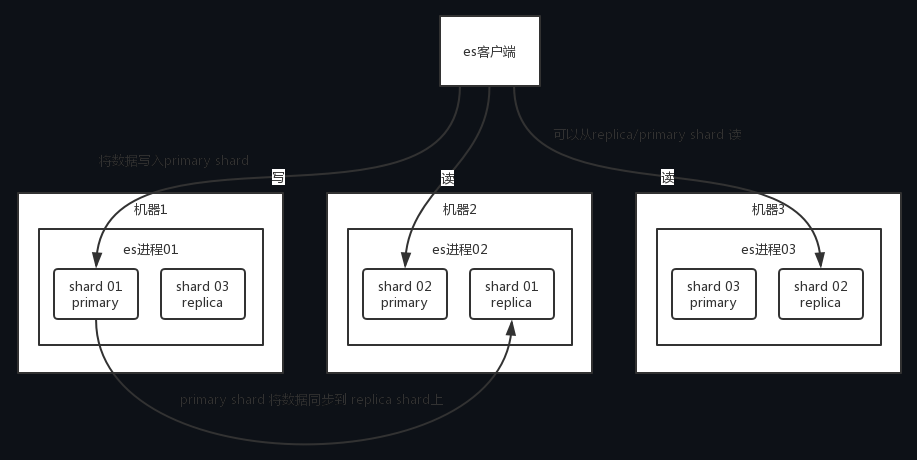 es客户端
可以从replica/primary shard 读
将数据写入primary shard
写
读
读
机器1
es进程01
shard 01
primary
shard 03
replica
机器2
es进程02
shard 02
primary
shard 01
replica
机器3
es进程03
shard 03
primary
shard 02
replica
primary shard 将数据同步到 replica shard上